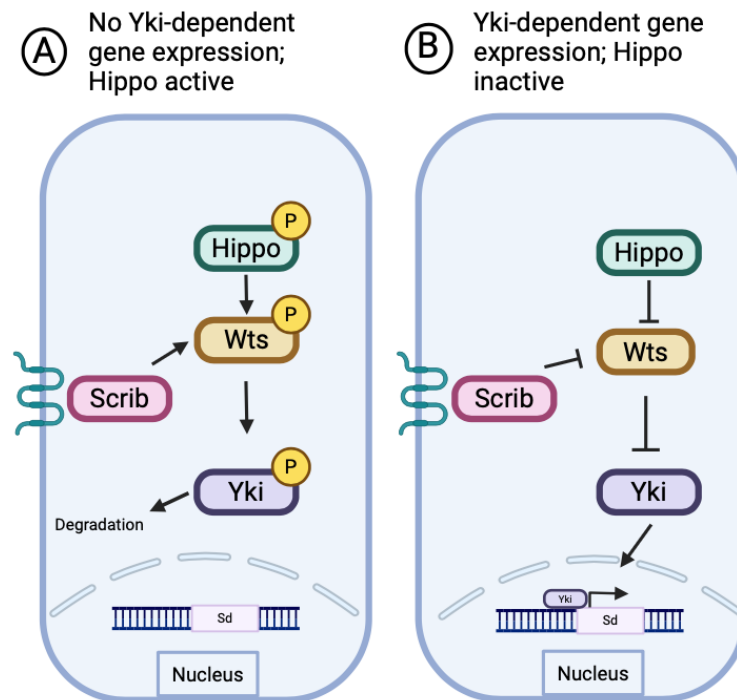 A
No Yki-dependent
gene expression;
Hippo active
P
Hippo
P
Wts
Scrib
P
Yki
Degradation
Sd
Nucleus
B
Yki-dependent gene
expression; Hippo
inactive
Hippo
Wts
Scrib
Yki
Yki
Sd
Nucleus